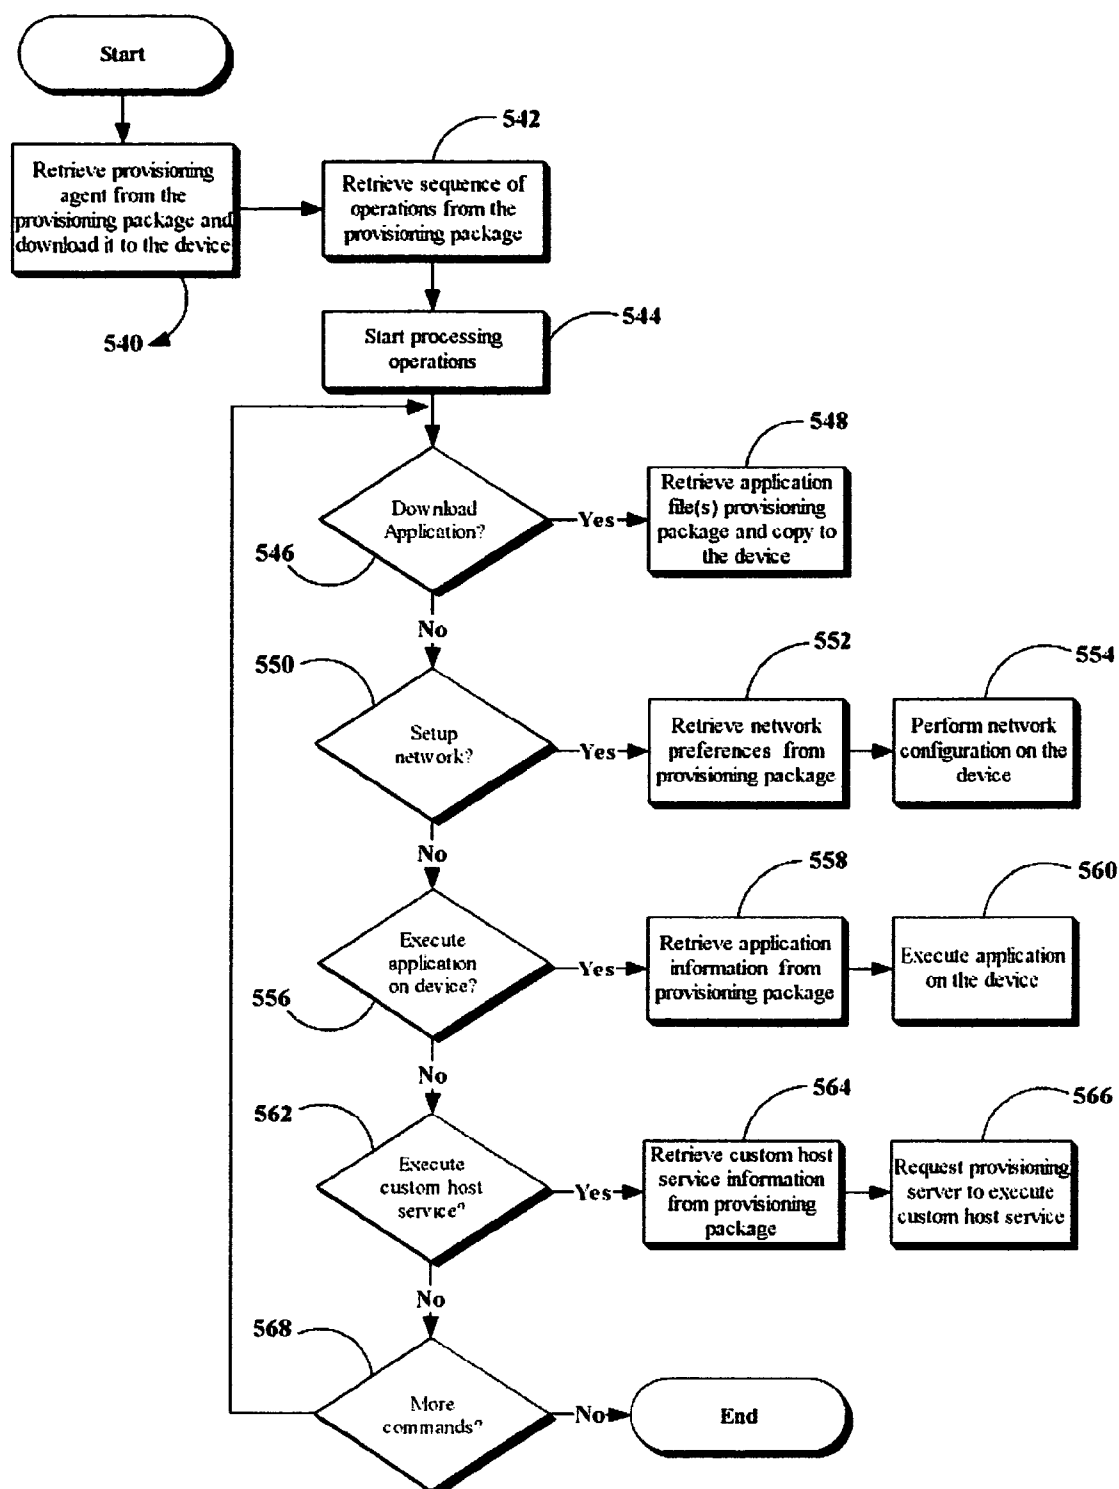 Start
542
Retrieve provisioning
agent from the
provisioning package and
download it to the device
Retrieve sequence of
operations from the
provisioning package
540
544
Start processing
operations
548
Download
Application?
Yes
Retrieve application
file(s) provisioning
package and copy to
the device
546
No
550
552
554
Setup
network?
Yes
Retrieve network
preferences from
provisioning package
Perform network
configuration on the
device
No
558
560
Execute
application
on device?
Yes
Retrieve application
information from
provisioning package
Execute application
on the device
556
No
562
564
566
Execute
custom host
service?
Yes
Retrieve custom host
service information
from provisioning
package
Request provisioning
server to execute
custom host service
No
568
More
commands?
No
End